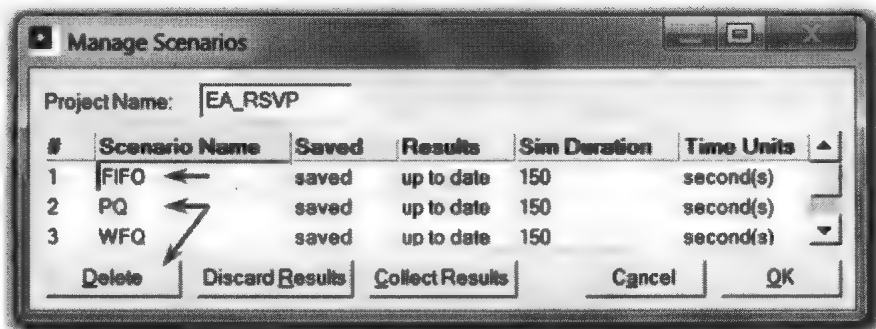 Manage Scenarios
Project Name: EA_RSVP
# Scenario Name Saved Results Sim Duration Time Units
1 FIFO saved up to date 150 second(s)
2 PQ saved up to date 150 second(s)
3 WFQ saved up to date 150 second(s)
Delete Discard Results Collect Results Cancel OK